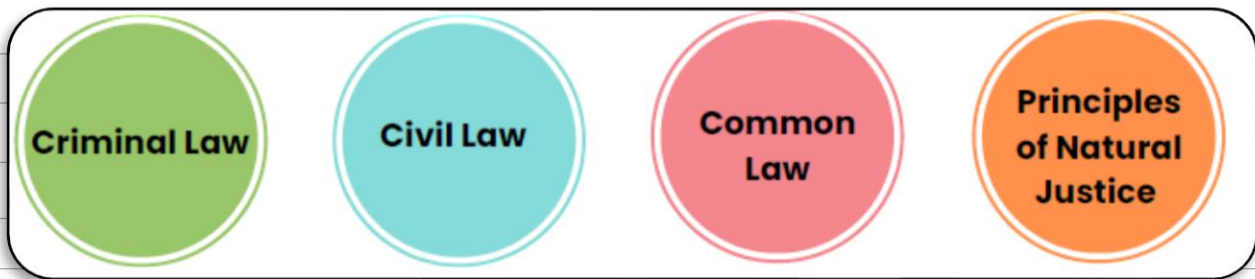 Criminal Law
Civil Law
Common
Law
Principles
of Natural
Justice